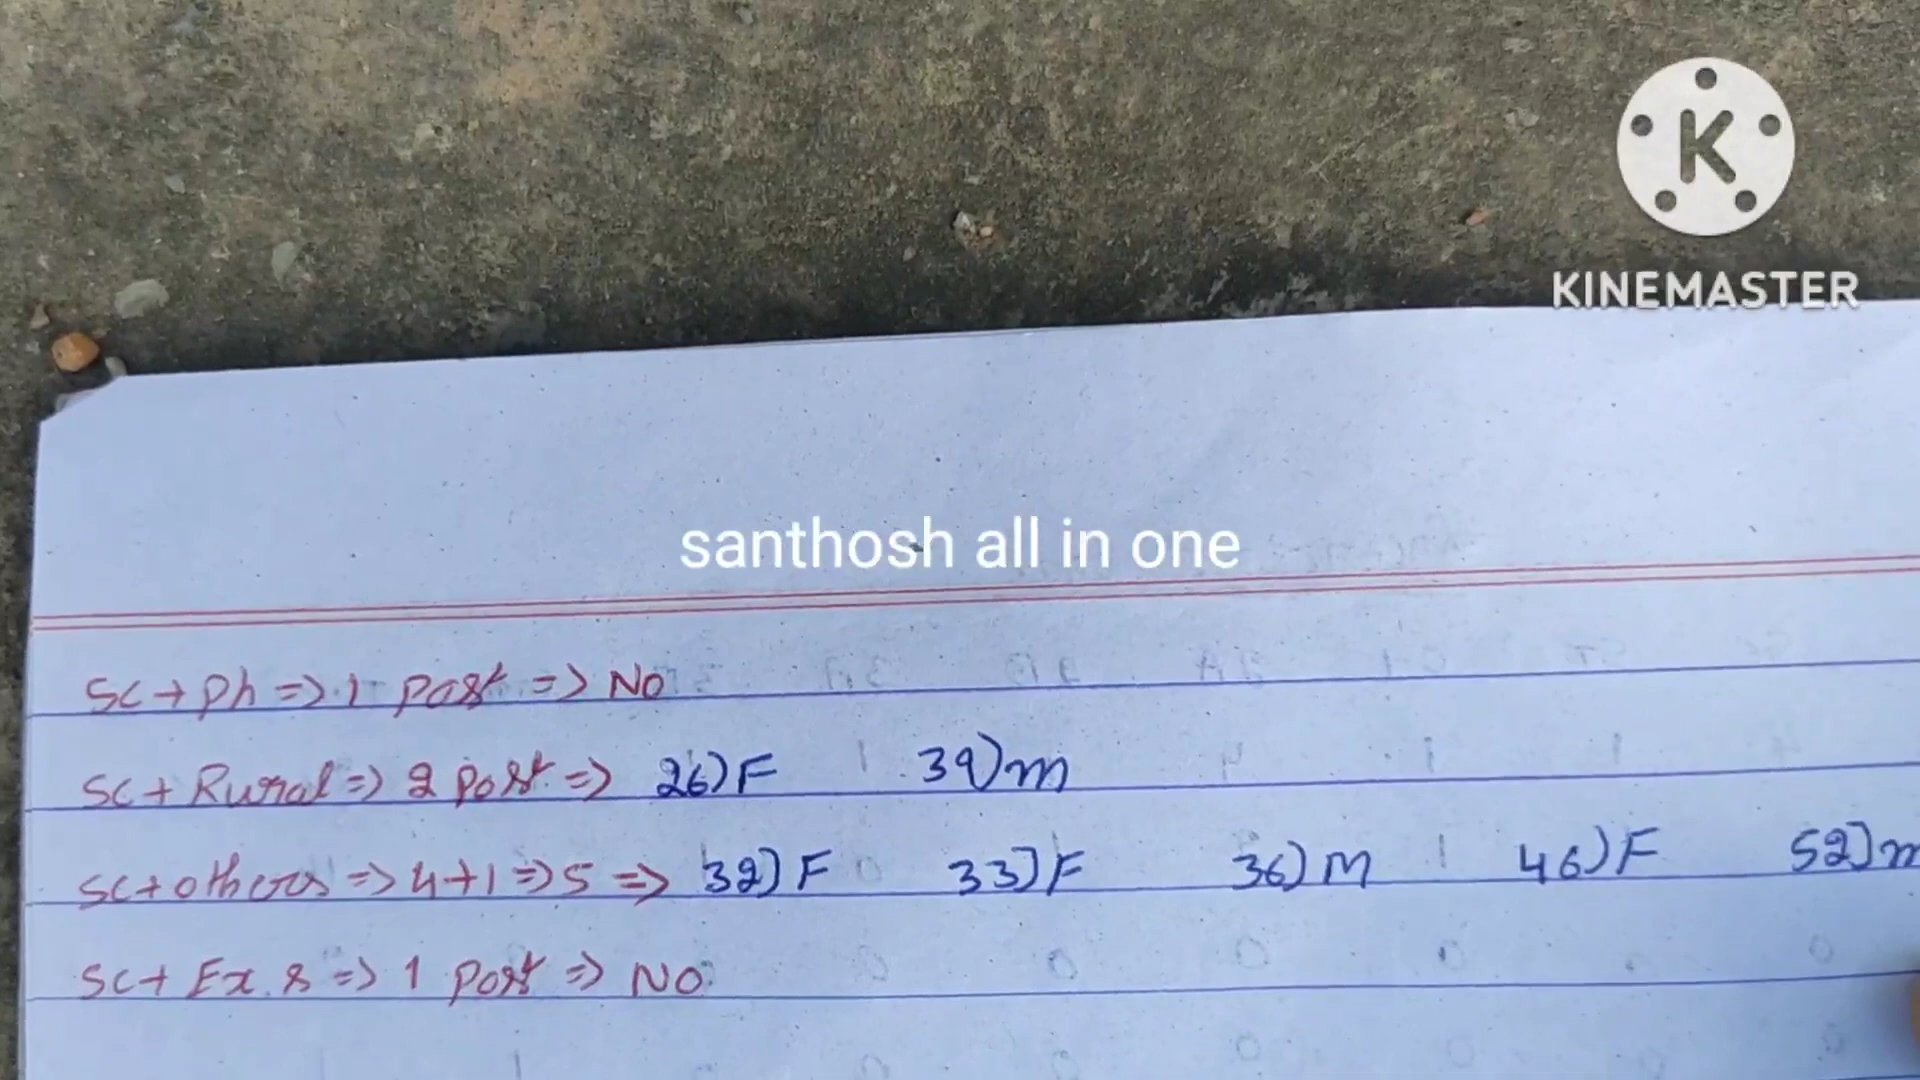 KINEMASTER
santhosh all in one
SC + Ph => 1 Post => No
SC + Rural => 2 Post => 26) F 39) m
SC + others => 4+1 => 5 => 32) F 33) F 36) M 46) F 52) m
SC + Ex. s => 1 Post => No